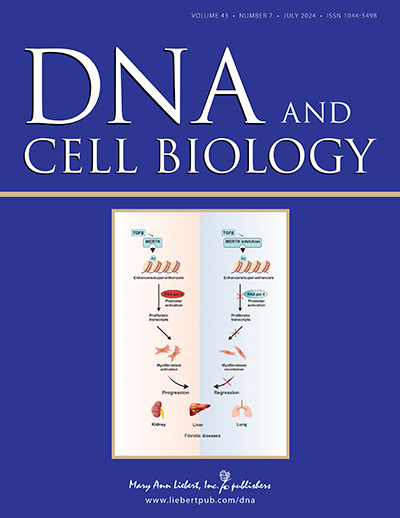 VOLUME 43 • NUMBER 7 • JULY 2024 • ISSN 1044-5498
DNA AND
CELL BIOLOGY
TGFβ
MERTK
Ac
Enhancers/super-enhancers
RNA pol II
Promoter
activation
Profibrotic
transcripts
Myofibroblast
activation
TGFβ
MERTK inhibition
Ac
Enhancers/super-enhancers
RNA pol II
Promoter
activation
Profibrotic
transcripts
Myofibroblast
Progression
Regression
Kidney
Liver
Lung
Fibrotic diseases
Mary Ann Liebert, Inc. publishers
www.liebertpub.com/dna